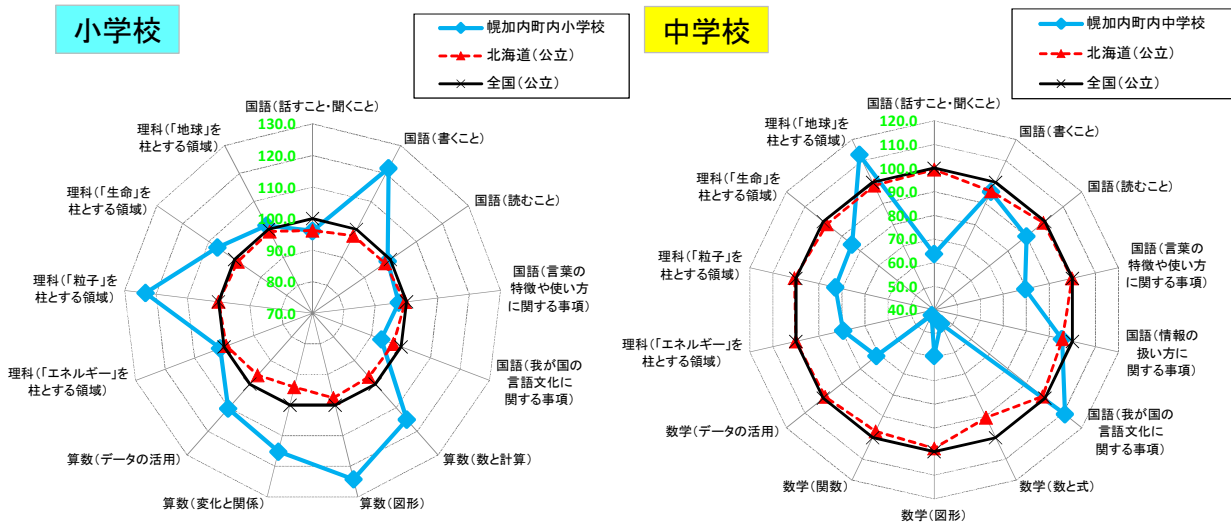 小学校
幌加内町内小学校
北海道(公立)
全国(公立)
国語(話すこと・聞くこと)
国語(書くこと)
国語(読むこと)
国語(言葉の
特徴や使い方
に関する事項)
国語(我が国の
言語文化に
関する事項)
算数(数と計算)
算数(図形)
算数(変化と関係)
算数(データの活用)
理科(「エネルギー」を
柱とする領域)
理科(「粒子」を
柱とする領域)
理科(「生命」を
柱とする領域)
理科(「地球」を
柱とする領域)
130.0
120.0
110.0
100.0
90.0
80.0
70.0
中学校
幌加内町内中学校
北海道(公立)
全国(公立)
国語(話すこと・聞くこと)
国語(書くこと)
国語(読むこと)
国語(言葉の
特徴や使い方
に関する事項)
国語(情報の
扱い方に
関する事項)
国語(我が国の
言語文化に
関する事項)
数学(数と式)
数学(図形)
数学(関数)
数学(データの活用)
理科(「エネルギー」を
柱とする領域)
理科(「粒子」を
柱とする領域)
理科(「生命」を
柱とする領域)
理科(「地球」を
柱とする領域)
120.0
110.0
100.0
90.0
80.0
70.0
60.0
50.0
40.0